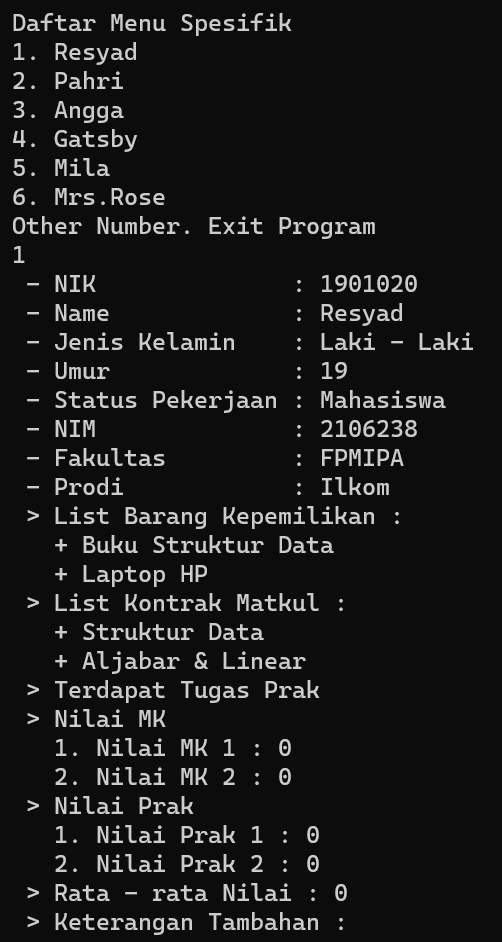 Daftar Menu Spesifik
1. Resyad
2. Pahri
3. Angga
4. Gatsby
5. Mila
6. Mrs.Rose
Other Number. Exit Program
1
 - NIK              : 1901020
 - Name             : Resyad
 - Jenis Kelamin    : Laki - Laki
 - Umur             : 19
 - Status Pekerjaan : Mahasiswa
 - NIM              : 2106238
 - Fakultas         : FPMIPA
 - Prodi            : Ilkom
 > List Barang Kepemilikan :
   + Buku Struktur Data
   + Laptop HP
 > List Kontrak Matkul :
   + Struktur Data
   + Aljabar & Linear
 > Terdapat Tugas Prak
 > Nilai MK
   1. Nilai MK 1 : 0
   2. Nilai MK 2 : 0
 > Nilai Prak
   1. Nilai Prak 1 : 0
   2. Nilai Prak 2 : 0
 > Rata - rata Nilai : 0
 > Keterangan Tambahan :